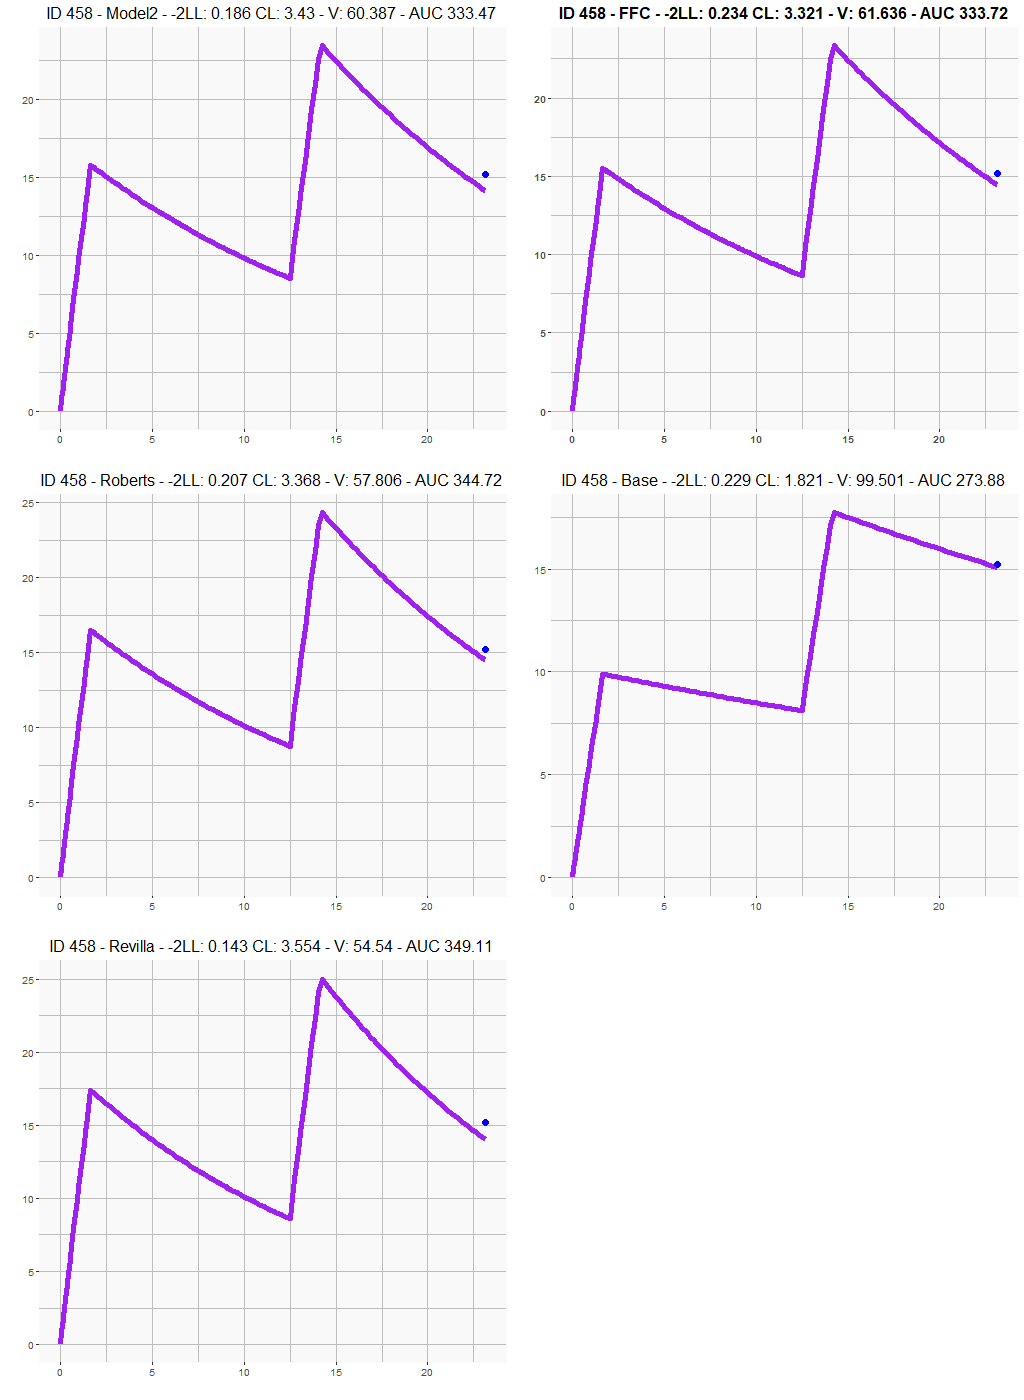 ID 458 - Model2 - -2LL: 0.186 CL: 3.43 - V: 60.387 - AUC 333.47
20
15
10
5
0
0 5 10 15 20
ID 458 - FFC - -2LL: 0.234 CL: 3.321 - V: 61.636 - AUC 333.72
20
15
10
5
0
0 5 10 15 20
ID 458 - Roberts - -2LL: 0.207 CL: 3.368 - V: 57.806 - AUC 344.72
25
20
15
10
5
0
0 5 10 15 20
ID 458 - Base - -2LL: 0.229 CL: 1.821 - V: 99.501 - AUC 273.88
15
10
5
0
0 5 10 15 20
ID 458 - Revilla - -2LL: 0.143 CL: 3.554 - V: 54.54 - AUC 349.11
25
20
15
10
5
0
0 5 10 15 20